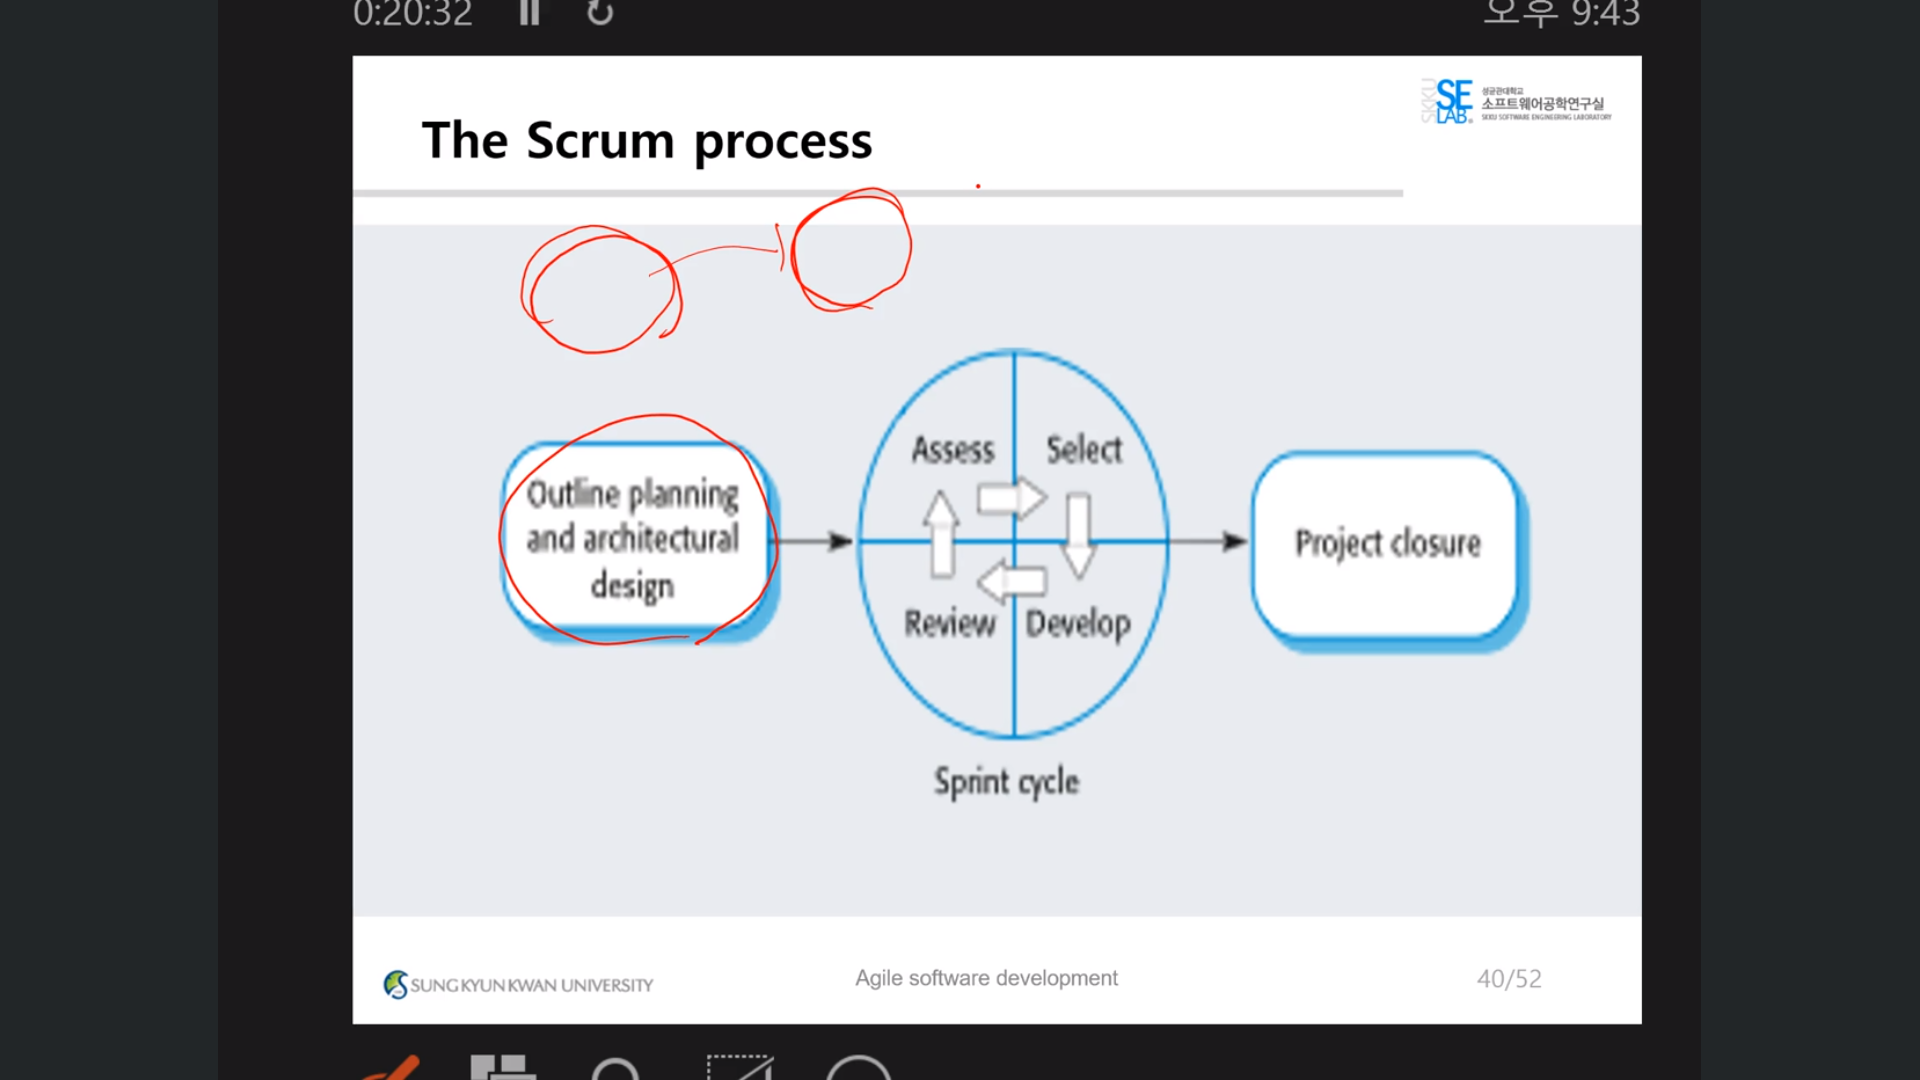 0:20:32
오후 9:43
SKKU SE LAB
성균관대학교
소프트웨어공학연구실
SKKU SOFTWARE ENGINEERING LABORATORY
The Scrum process
Outline planning
and architectural
design
Assess
Select
Review
Develop
Sprint cycle
Project closure
SUNGKYUNKWAN UNIVERSITY
Agile software development
40/52